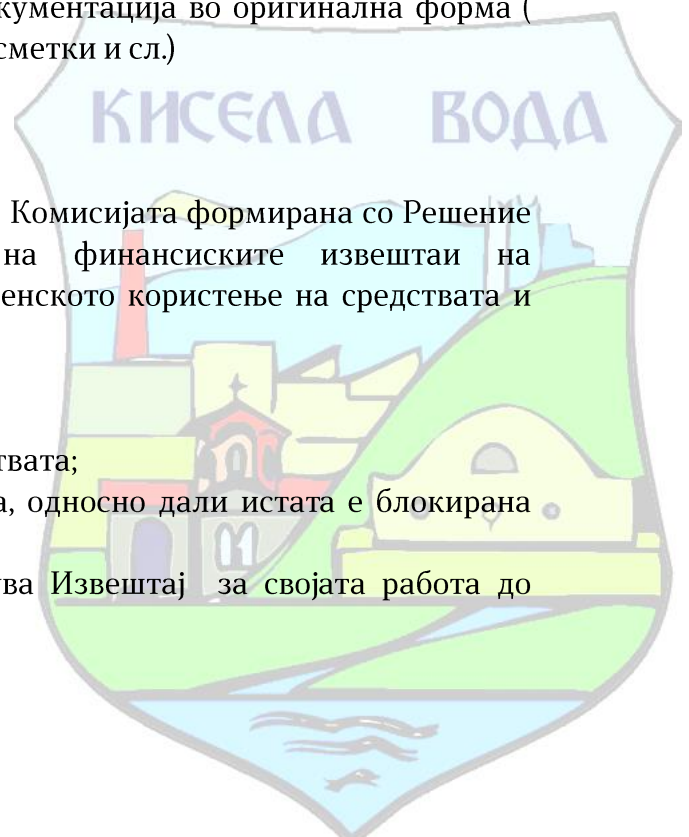 кументација во оригинална форма (
сметки и сл.)
КИСЕЛА ВОДА
Комисијата формирана со Решение
на финансиските извештаи на
енското користење на средствата и
твата;
а, односно дали истата е блокирана
ва Извештај за својата работа до